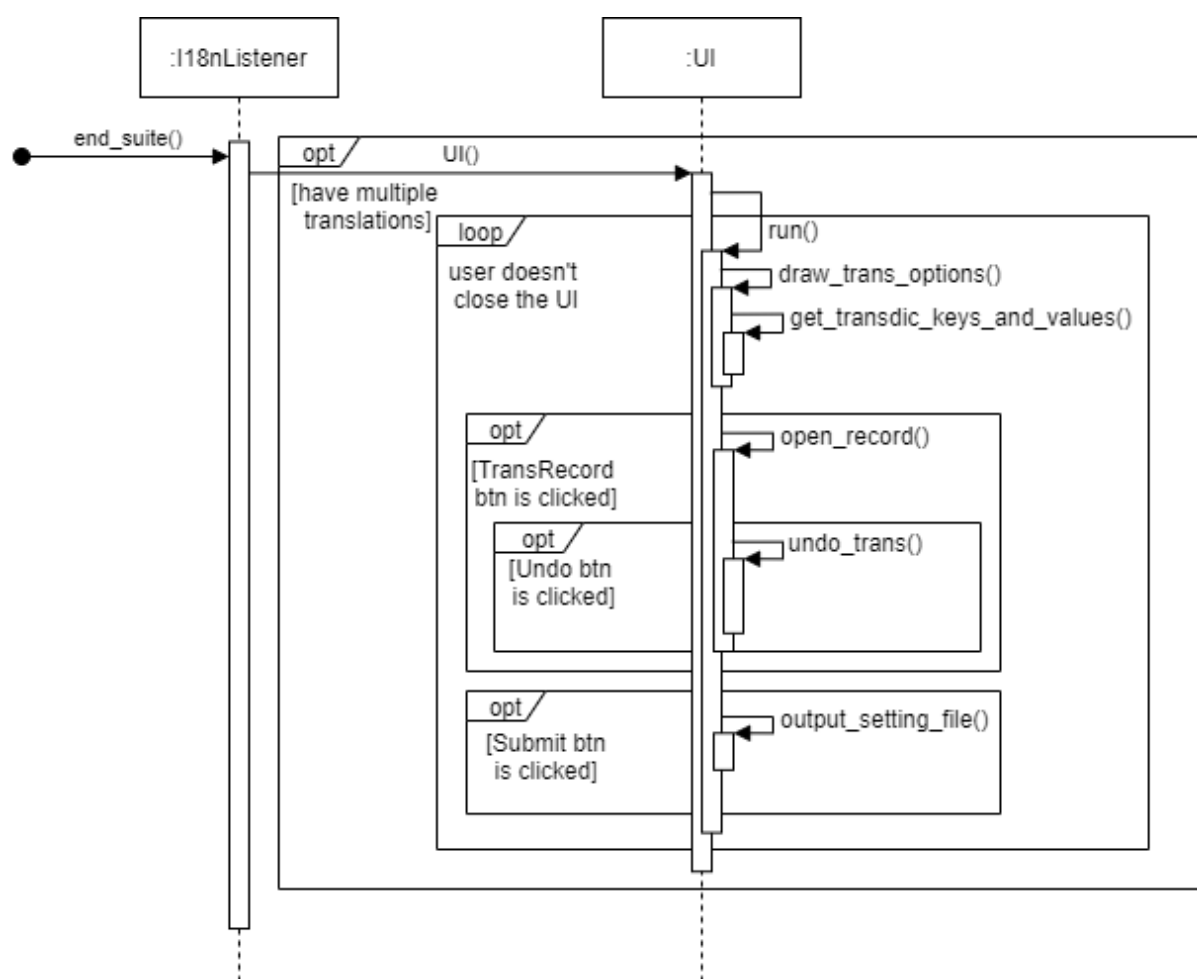 :I18nListener
:UI
end_suite()
opt
UI()
[have multiple
translations]
loop
run()
user doesn't
close the UI
draw_trans_options()
get_transdic_keys_and_values()
opt
open_record()
[TransRecord
btn is clicked]
opt
undo_trans()
[Undo btn
is clicked]
opt
output_setting_file()
[Submit btn
is clicked]